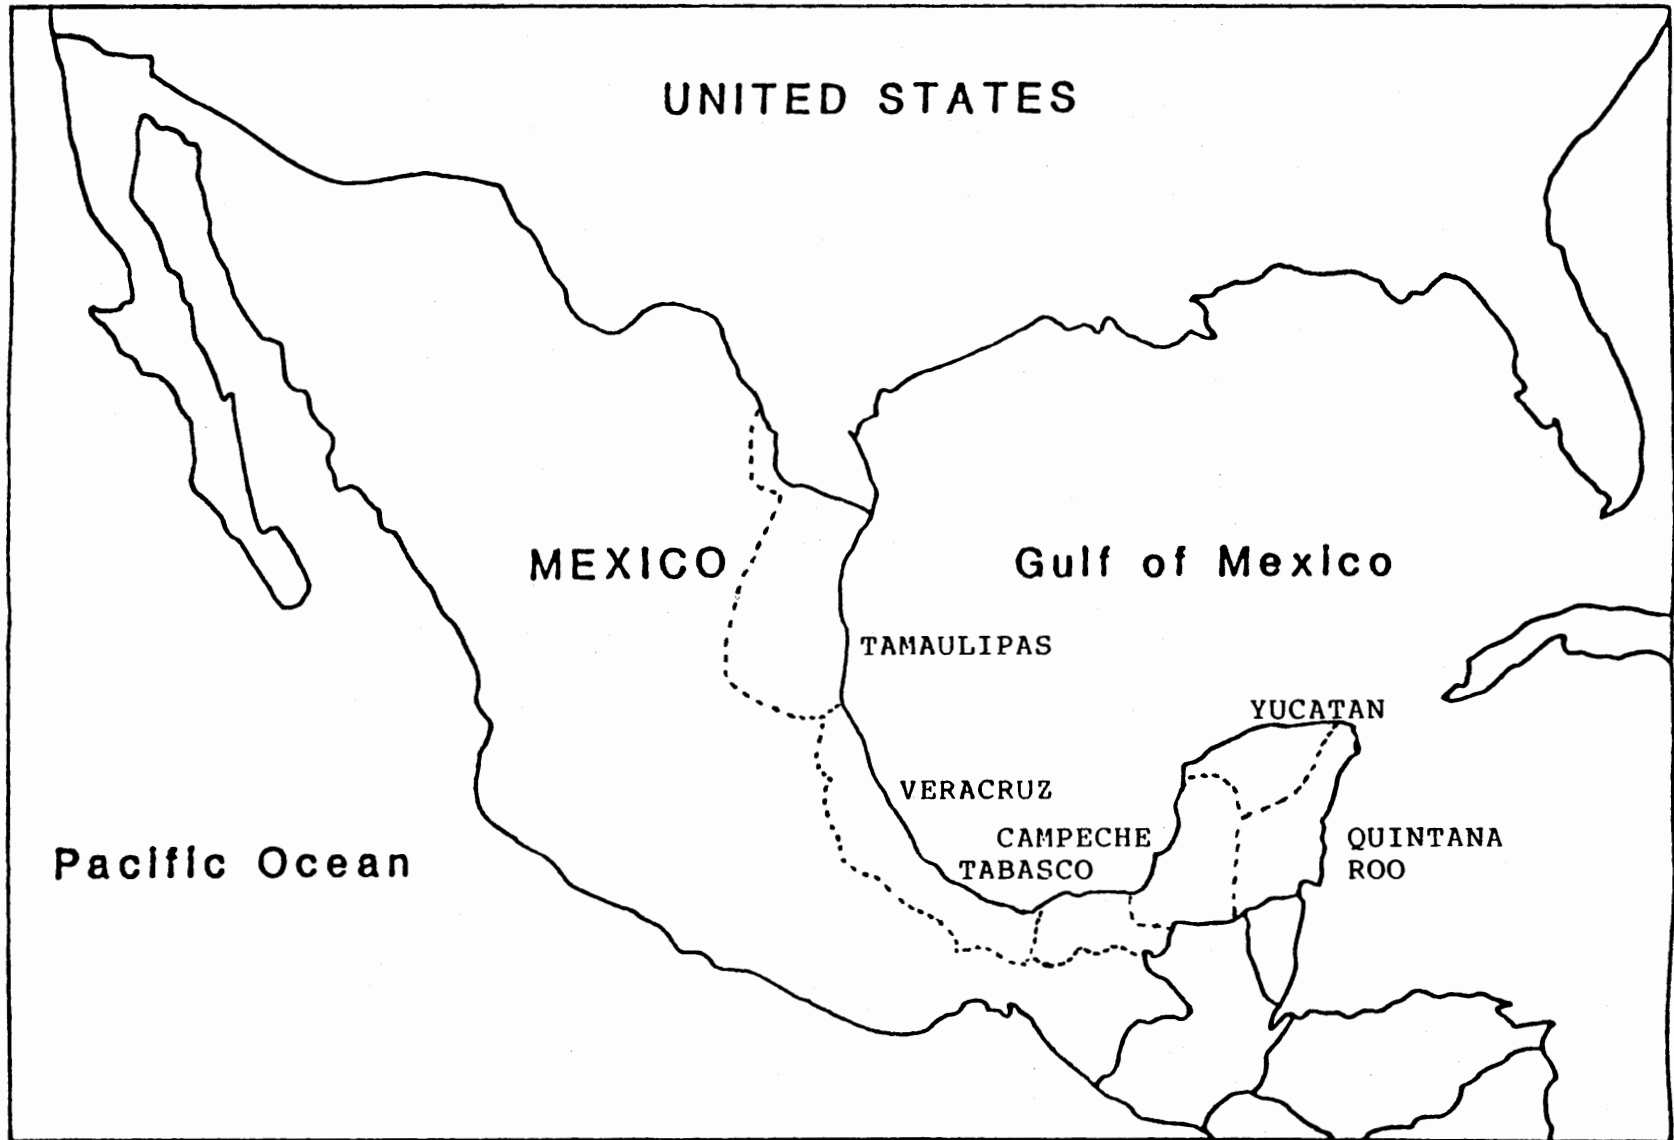 UNITED STATES
MEXICO
Gulf of Mexico
TAMAULIPAS
YUCATAN
VERACRUZ
CAMPECHE
TABASCO
QUINTANA
ROO
Pacific Ocean